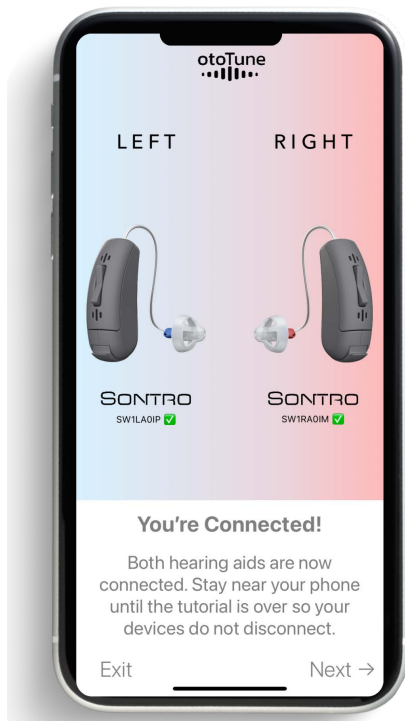 otoTune
LEFT RIGHT
SONTRO SONTRO
SW1LA0IP ✅ SW1RA0IM ✅
You're Connected!
Both hearing aids are now
connected. Stay near your phone
until the tutorial is over so your
devices do not disconnect.
Exit Next →